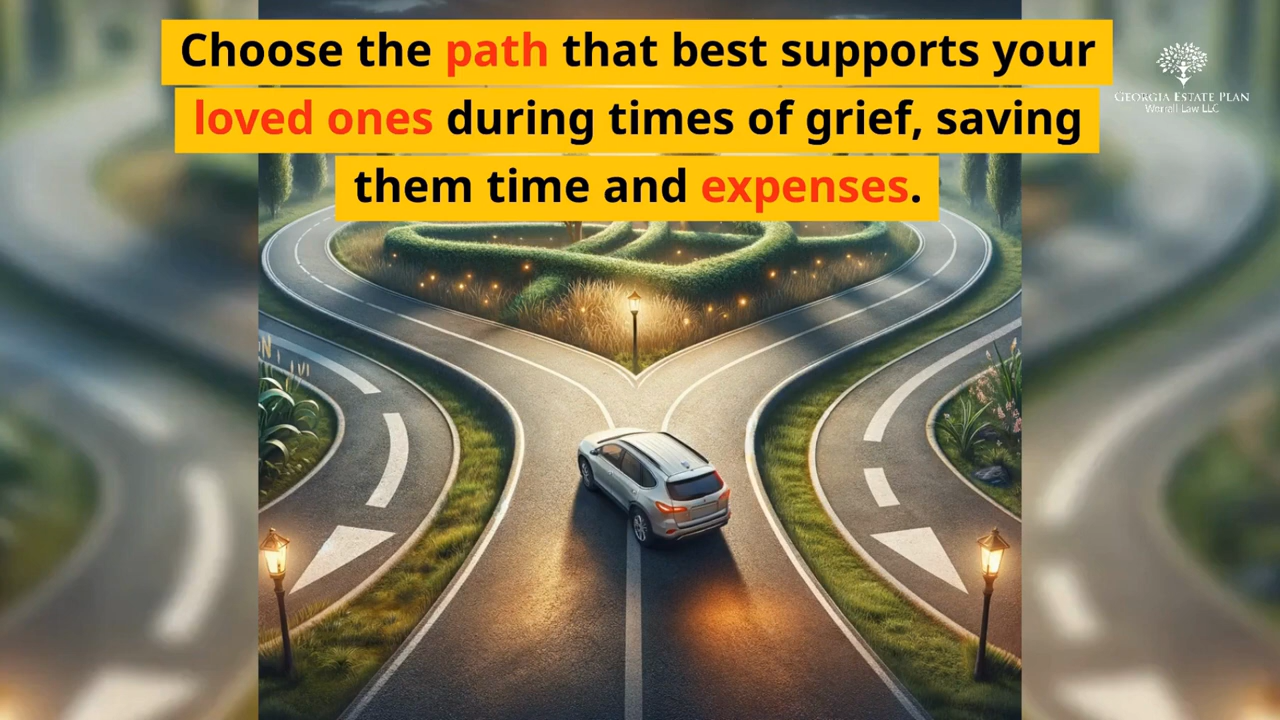 Choose the path that best supports your
loved ones during times of grief, saving
them time and expenses.
GEORGIA ESTATE PLAN
Worrall Law LLC